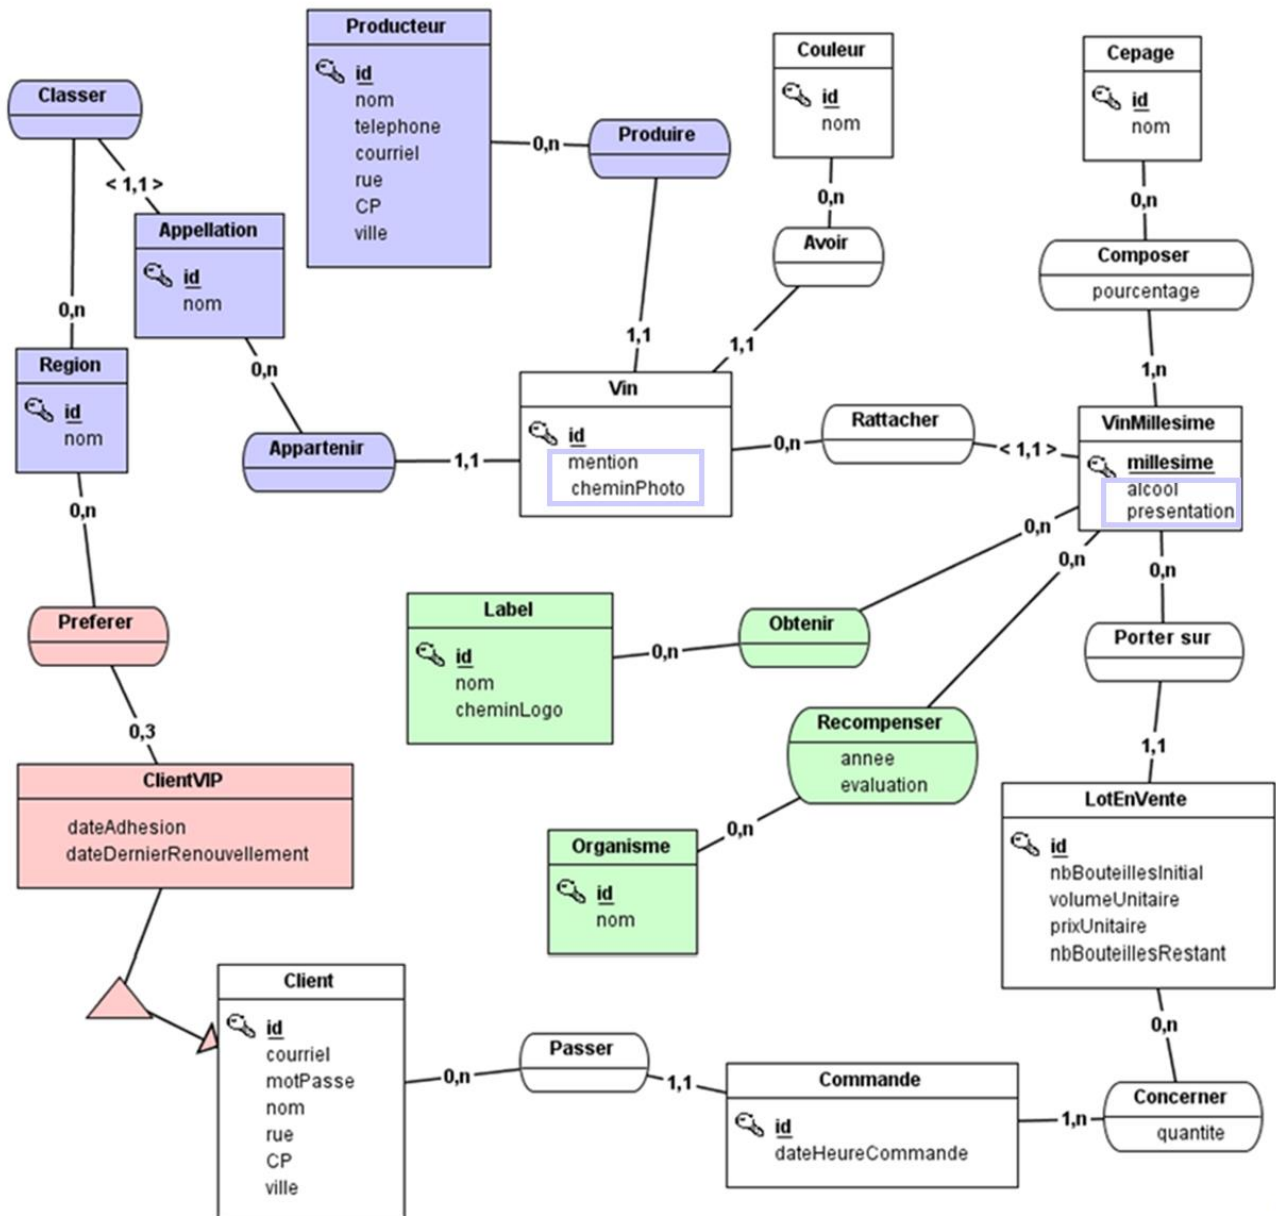 Producteur
id
nom
telephone
courriel
rue
CP
ville
Couleur
id
nom
Cepage
id
nom
Classer
0,n
Produire
< 1,1 >
0,n
0,n
Appellation
id
nom
Avoir
Composer
pourcentage
0,n
1,1
1,1
1,n
Region
id
nom
0,n
Vin
id
mention
cheminPhoto
Rattacher
0,n
< 1,1 >
VinMillesime
millesime
alcool
presentation
Appartenir
1,1
0,n
0,n
0,n
0,n
Preferer
Label
id
nom
cheminLogo
0,n
Obtenir
Porter sur
0,3
Recompenser
annee
evaluation
1,1
ClientVIP
dateAdhesion
dateDernierRenouvellement
0,n
Organisme
id
nom
LotEnVente
id
nbBouteillesInitial
volumeUnitaire
prixUnitaire
nbBouteillesRestant
Client
id
courriel
motPasse
nom
rue
CP
ville
0,n
Passer
1,1
0,n
Commande
id
dateHeureCommande
1,n
Concerner
quantite